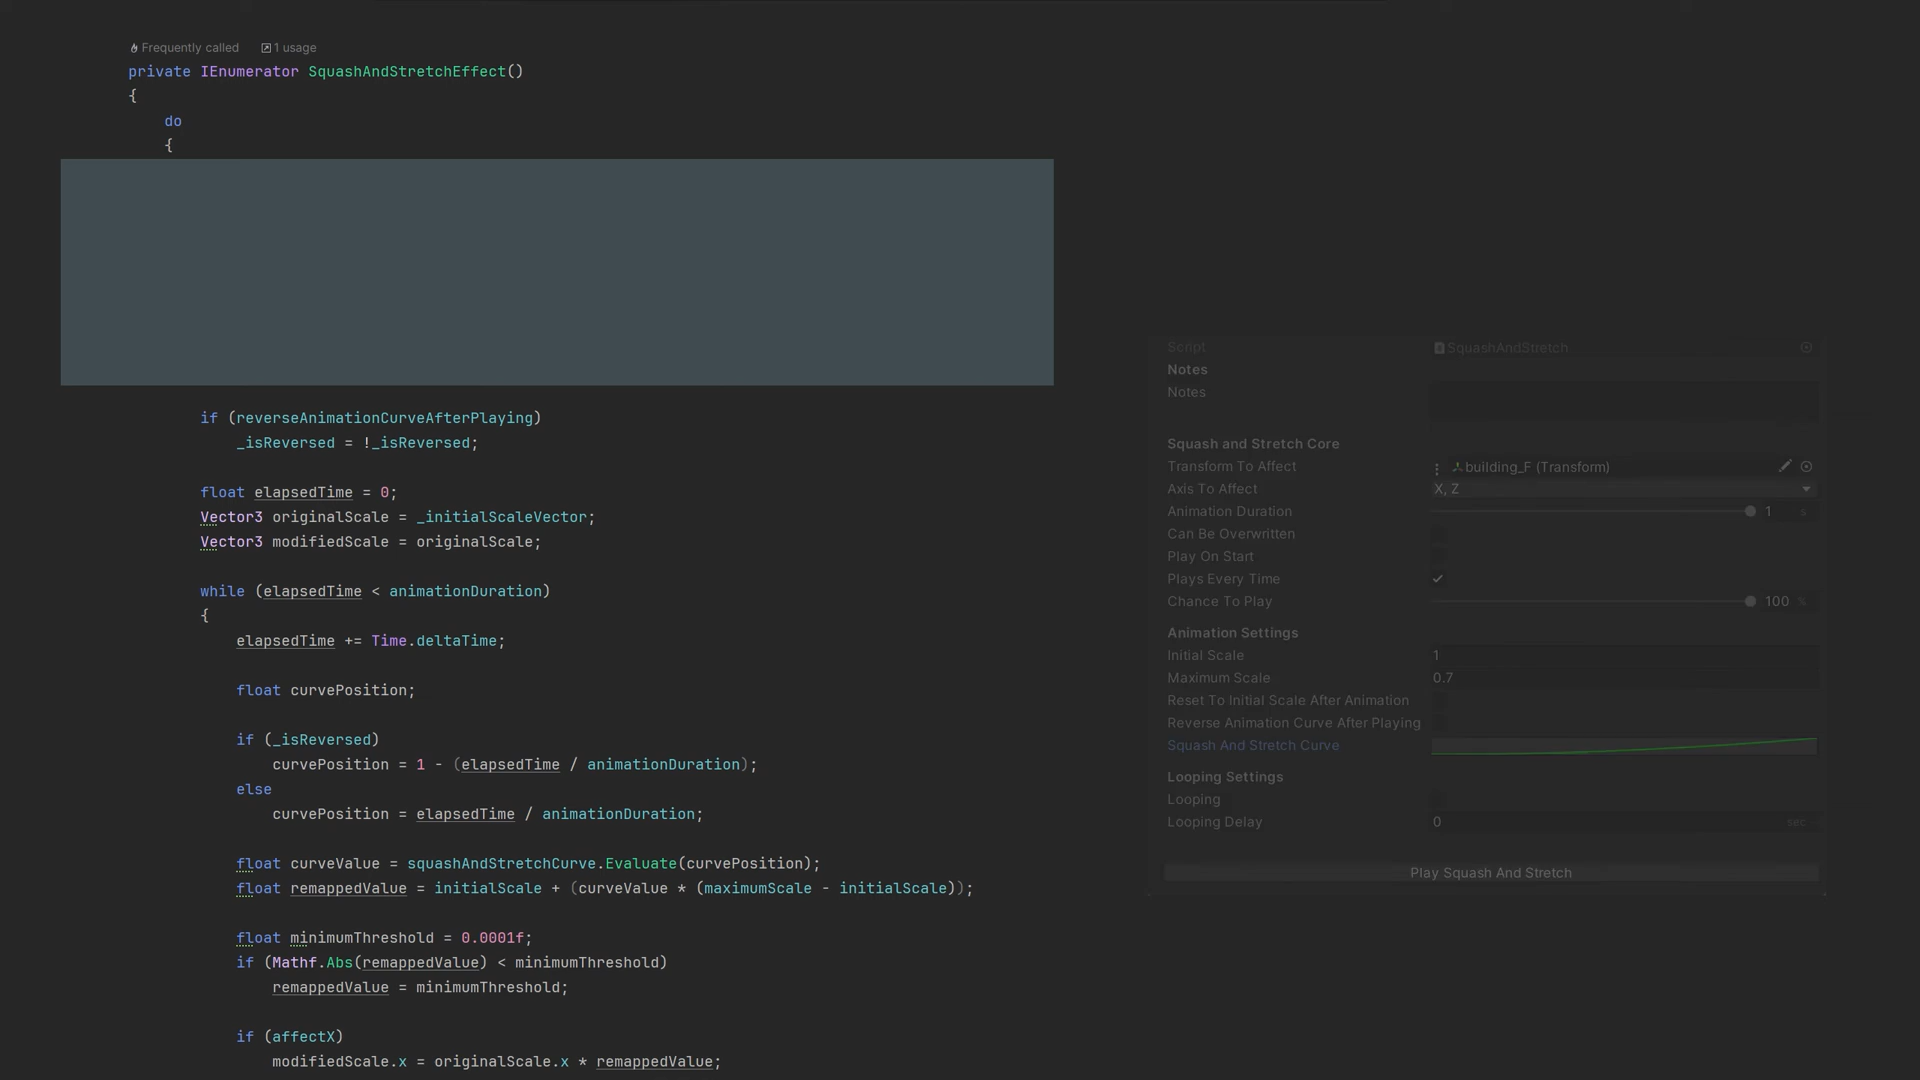 Frequently called 1 usage
private IEnumerator SquashAndStretchEffect()
{
do
{
if (reverseAnimationCurveAfterPlaying)
_isReversed = !_isReversed;
float elapsedTime = 0;
Vector3 originalScale = _initialScaleVector;
Vector3 modifiedScale = originalScale;
while (elapsedTime < animationDuration)
{
elapsedTime += Time.deltaTime;
float curvePosition;
if (_isReversed)
curvePosition = 1 - (elapsedTime / animationDuration);
else
curvePosition = elapsedTime / animationDuration;
float curveValue = squashAndStretchCurve.Evaluate(curvePosition);
float remappedValue = initialScale + (curveValue * (maximumScale - initialScale));
float minimumThreshold = 0.0001f;
if (Mathf.Abs(remappedValue) < minimumThreshold)
remappedValue = minimumThreshold;
if (affectX)
modifiedScale.x = originalScale.x * remappedValue;
Script SquashAndStretch
Notes
Notes
Squash and Stretch Core
Transform To Affect building_F (Transform)
Axis To Affect X, Z
Animation Duration 1 s
Can Be Overwritten
Play On Start
Plays Every Time
Chance To Play 100 %
Animation Settings
Initial Scale 1
Maximum Scale 0.7
Reset To Initial Scale After Animation
Reverse Animation Curve After Playing
Squash And Stretch Curve
Looping Settings
Looping
Looping Delay 0 sec
Play Squash And Stretch